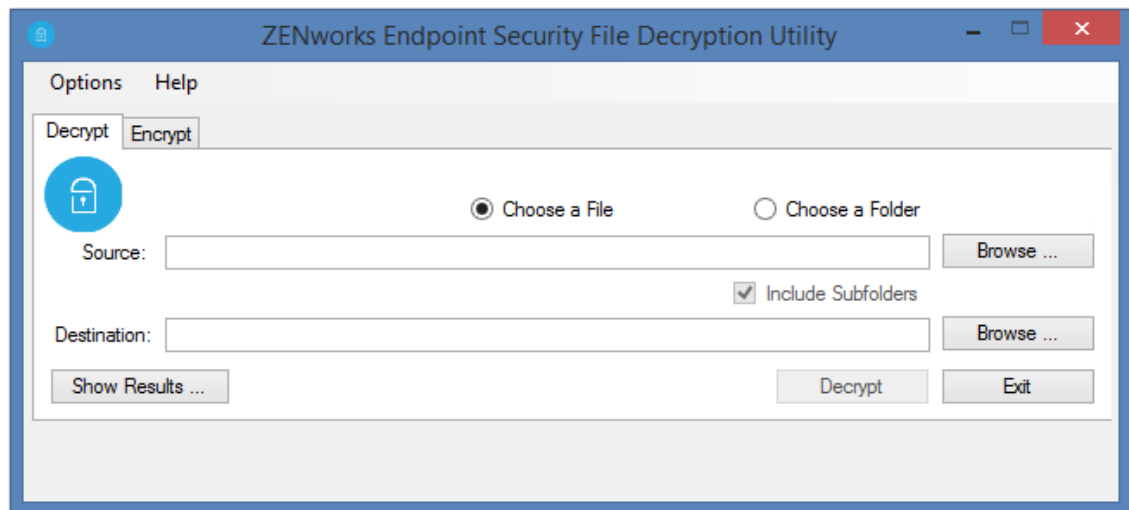 ZENworks Endpoint Security File Decryption Utility
Options Help
Decrypt Encrypt
Choose a File Choose a Folder
Source: Browse ...
Include Subfolders
Destination: Browse ...
Show Results ... Decrypt Exit